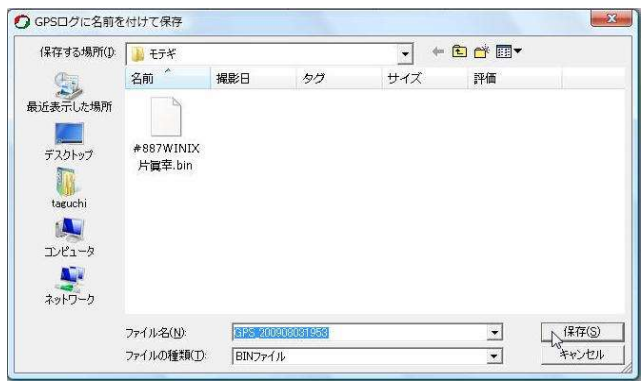 GPSログに名前を付けて保存
保存する場所(I):
モテギ
名前
撮影日
タグ
サイズ
評価
最近表示した場所
デスクトップ
taguchi
コンピュータ
ネットワーク
#887WINIX
片眞幸.bin
ファイル名(N):
GPS_200908031953
保存(S)
ファイルの種類(T):
BINファイル
キャンセル